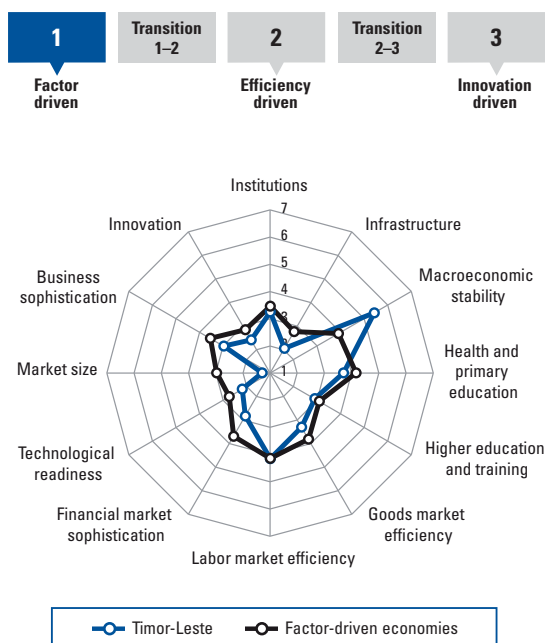 1
Transition
1–2
2
Transition
2–3
3
Factor
driven
Efficiency
driven
Innovation
driven
Institutions
Infrastructure
Macroeconomic
stability
Health and
primary
education
Higher education
and training
Goods market
efficiency
Labor market efficiency
Financial market
sophistication
Technological
readiness
Market size
Business
sophistication
Innovation
7
6
5
4
3
2
1
Timor-Leste
Factor-driven economies